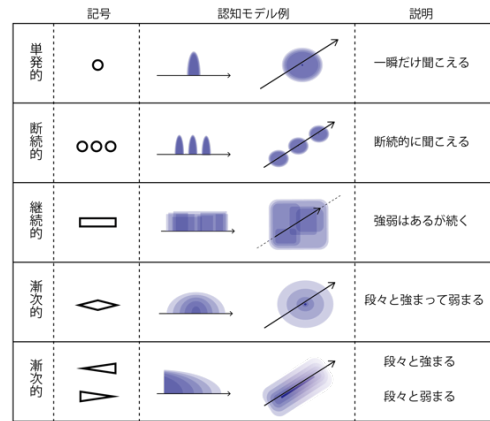 記号 認知モデル例 説明
単発的 一瞬だけ聞こえる
断続的 断続的に聞こえる
継続的 強弱はあるが続く
漸次的 段々と強まって弱まる
漸次的 段々と強まる
段々と弱まる